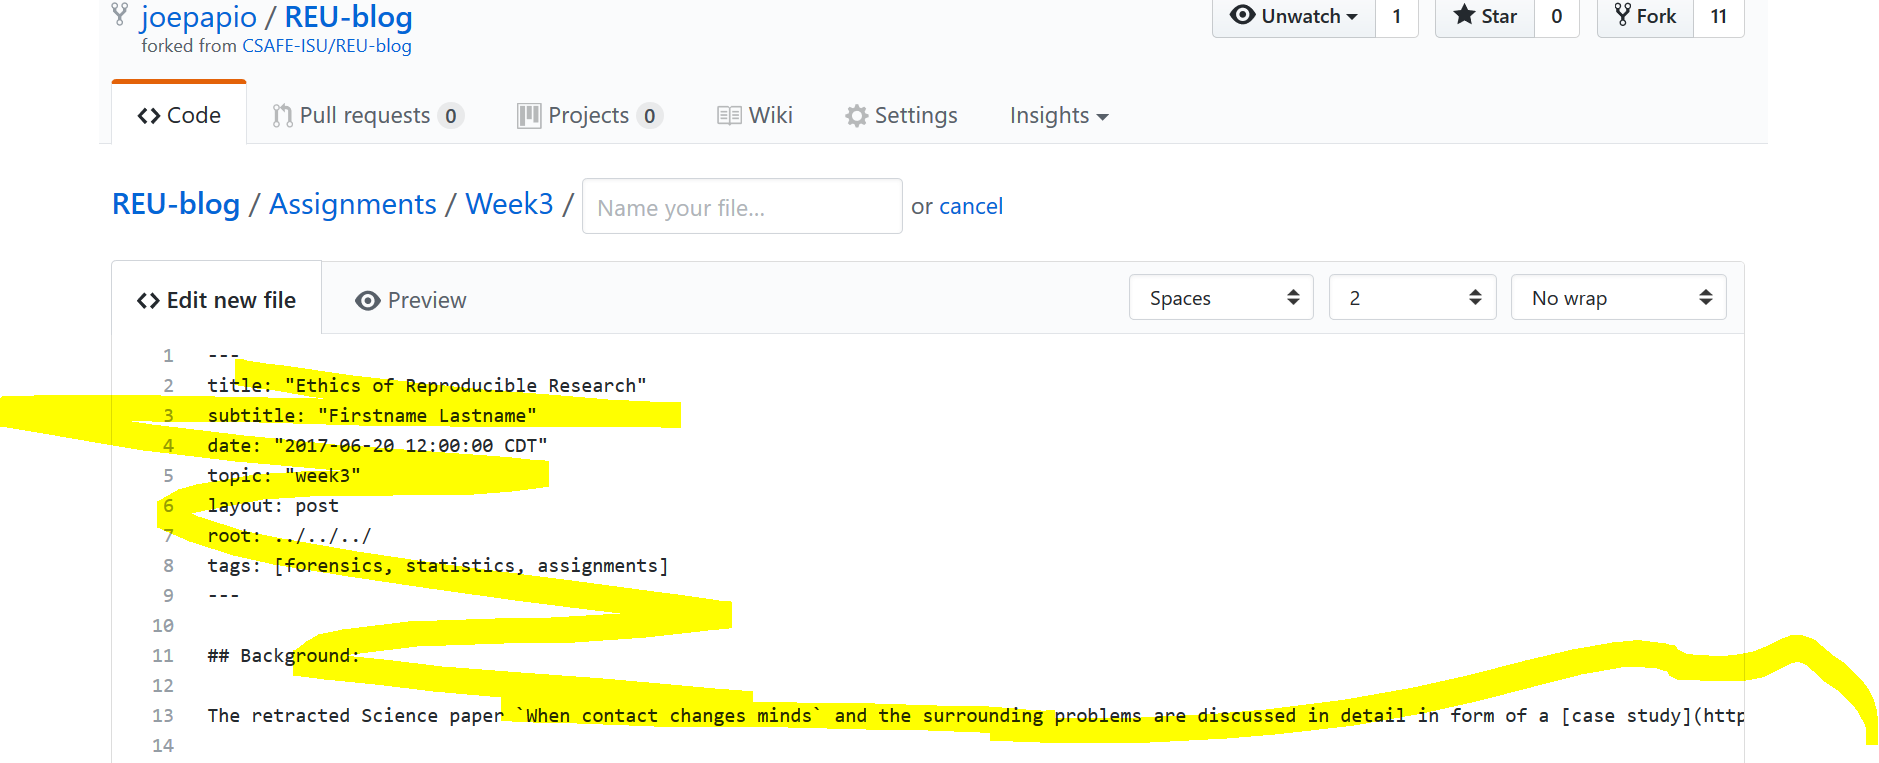 joepapio / REU-blog
Unwatch 1 Star 0 Fork 11
forked from CSAFE-ISU/REU-blog
Code Pull requests 0 Projects 0 Wiki Settings Insights
REU-blog / Assignments / Week3 / Name your file... or cancel
Edit new file Preview Spaces 2 No wrap
1 ---
2 title: "Ethics of Reproducible Research"
3 subtitle: "Firstname Lastname"
4 date: "2017-06-20 12:00:00 CDT"
5 topic: "week3"
6 layout: post
7 root: ../../../
8 tags: [forensics, statistics, assignments]
9 ---
10
11 ## Background:
12
13 The retracted Science paper `When contact changes minds` and the surrounding problems are discussed in detail in form of a [case study](http
14